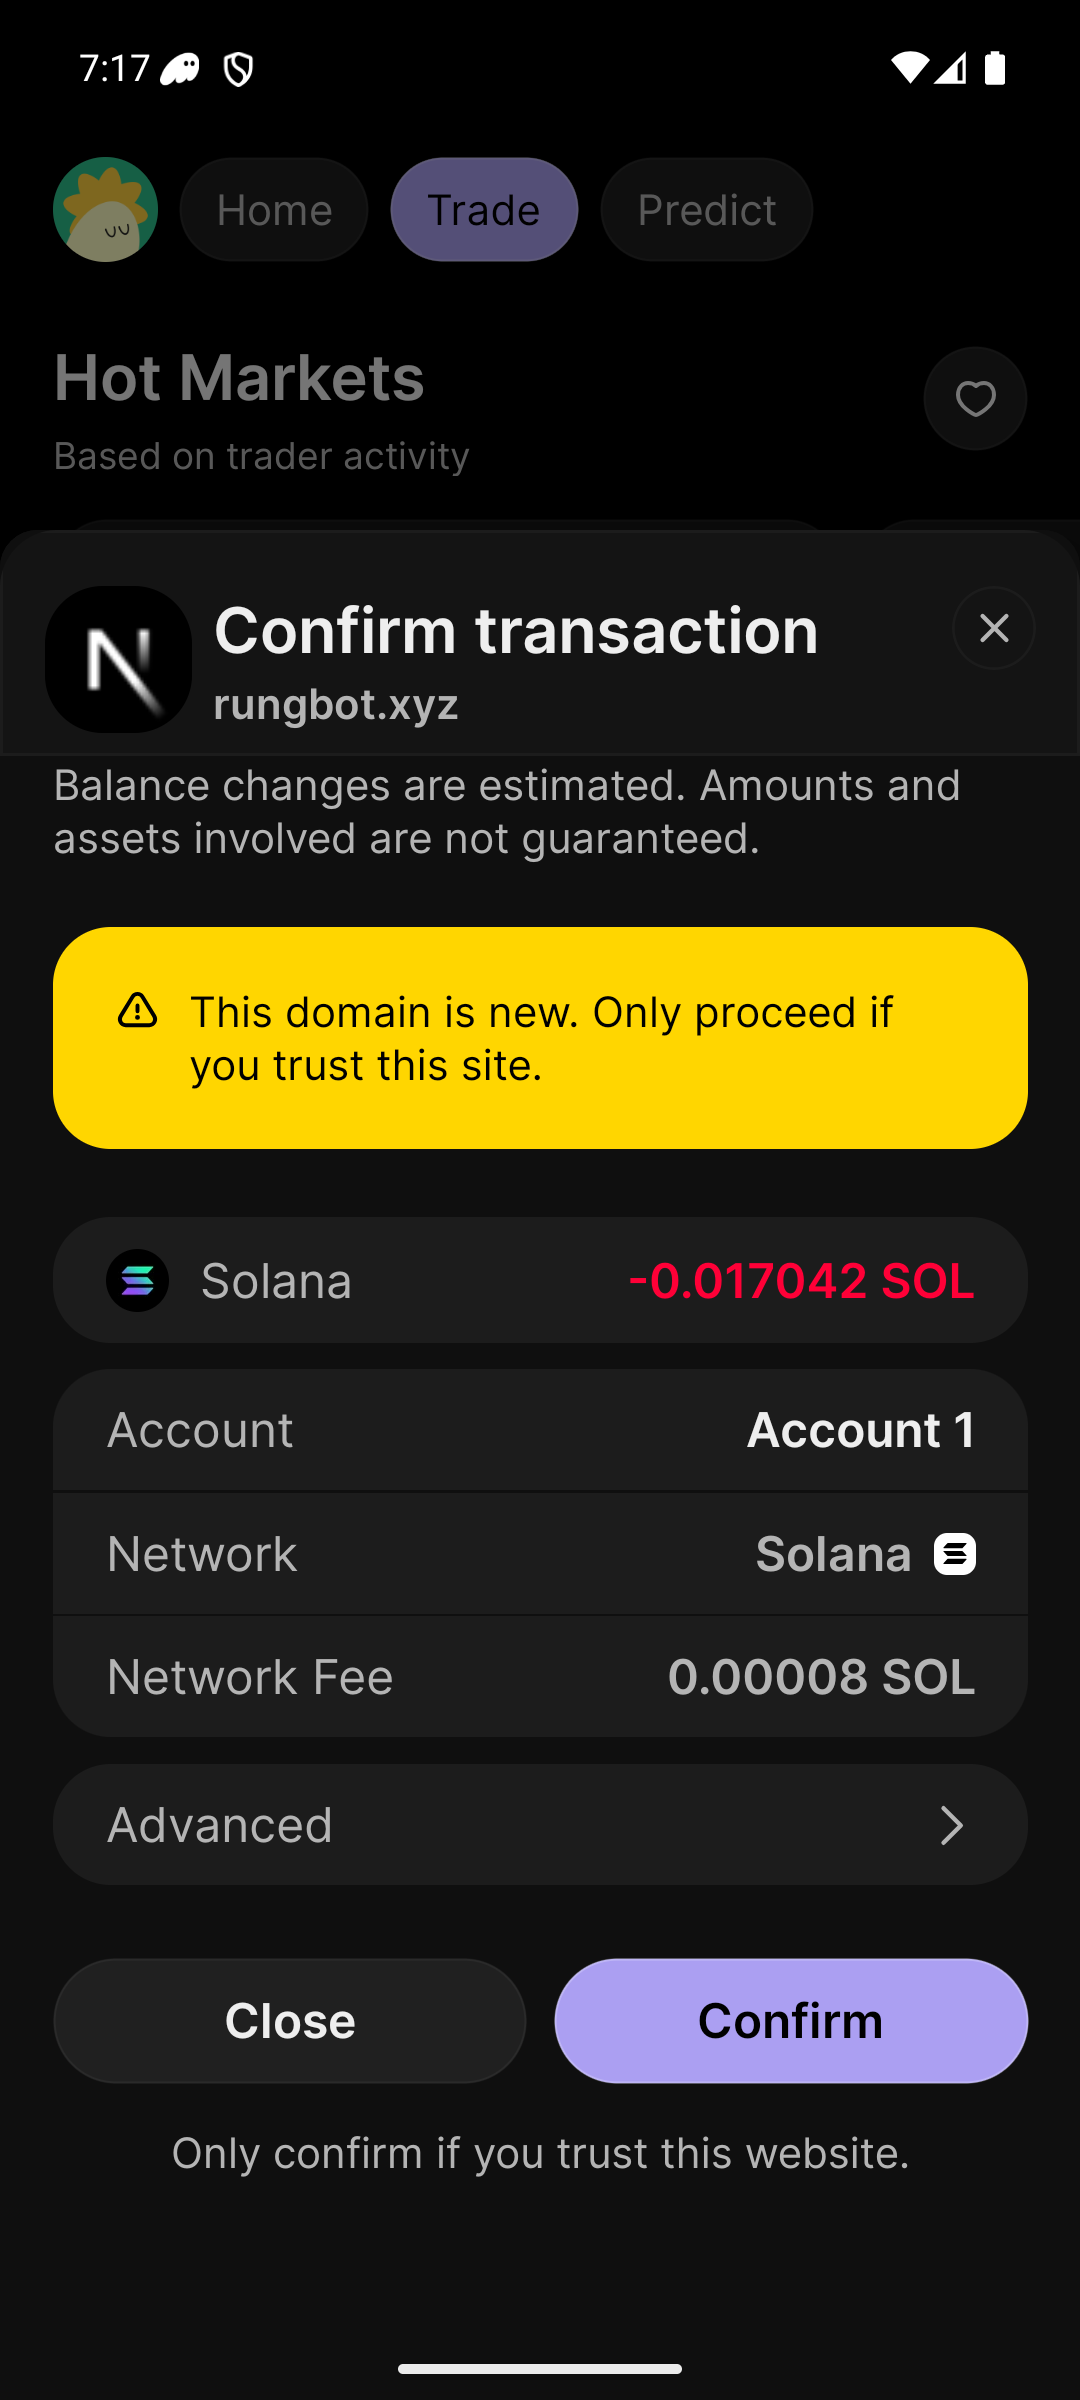 7:17
Home
Trade
Predict
Hot Markets
Based on trader activity
Confirm transaction
rungbot.xyz
Balance changes are estimated. Amounts and
assets involved are not guaranteed.
This domain is new. Only proceed if
you trust this site.
Solana
-0.017042 SOL
Account
Account 1
Network
Solana
Network Fee
0.00008 SOL
Advanced
Close
Confirm
Only confirm if you trust this website.